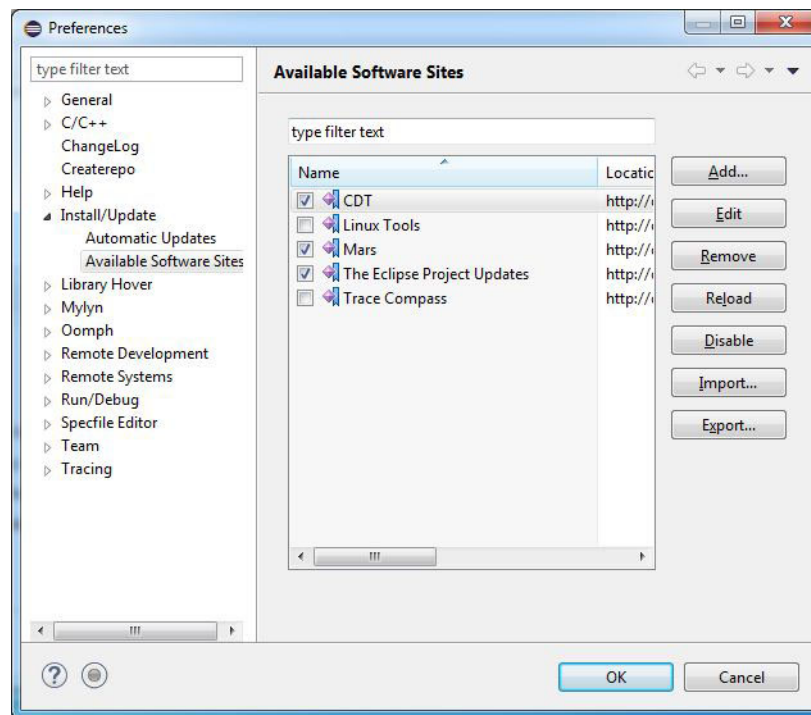 Preferences
type filter text
General
C/C++
ChangeLog
Createrepo
Help
Install/Update
Automatic Updates
Available Software Sites
Library Hover
Mylyn
Oomph
Remote Development
Remote Systems
Run/Debug
Specfile Editor
Team
Tracing
Available Software Sites
type filter text
Name Locatic
CDT http://
Linux Tools http://
Mars http://
The Eclipse Project Updates http://
Trace Compass http://
Add...
Edit
Remove
Reload
Disable
Import...
Export...
OK Cancel